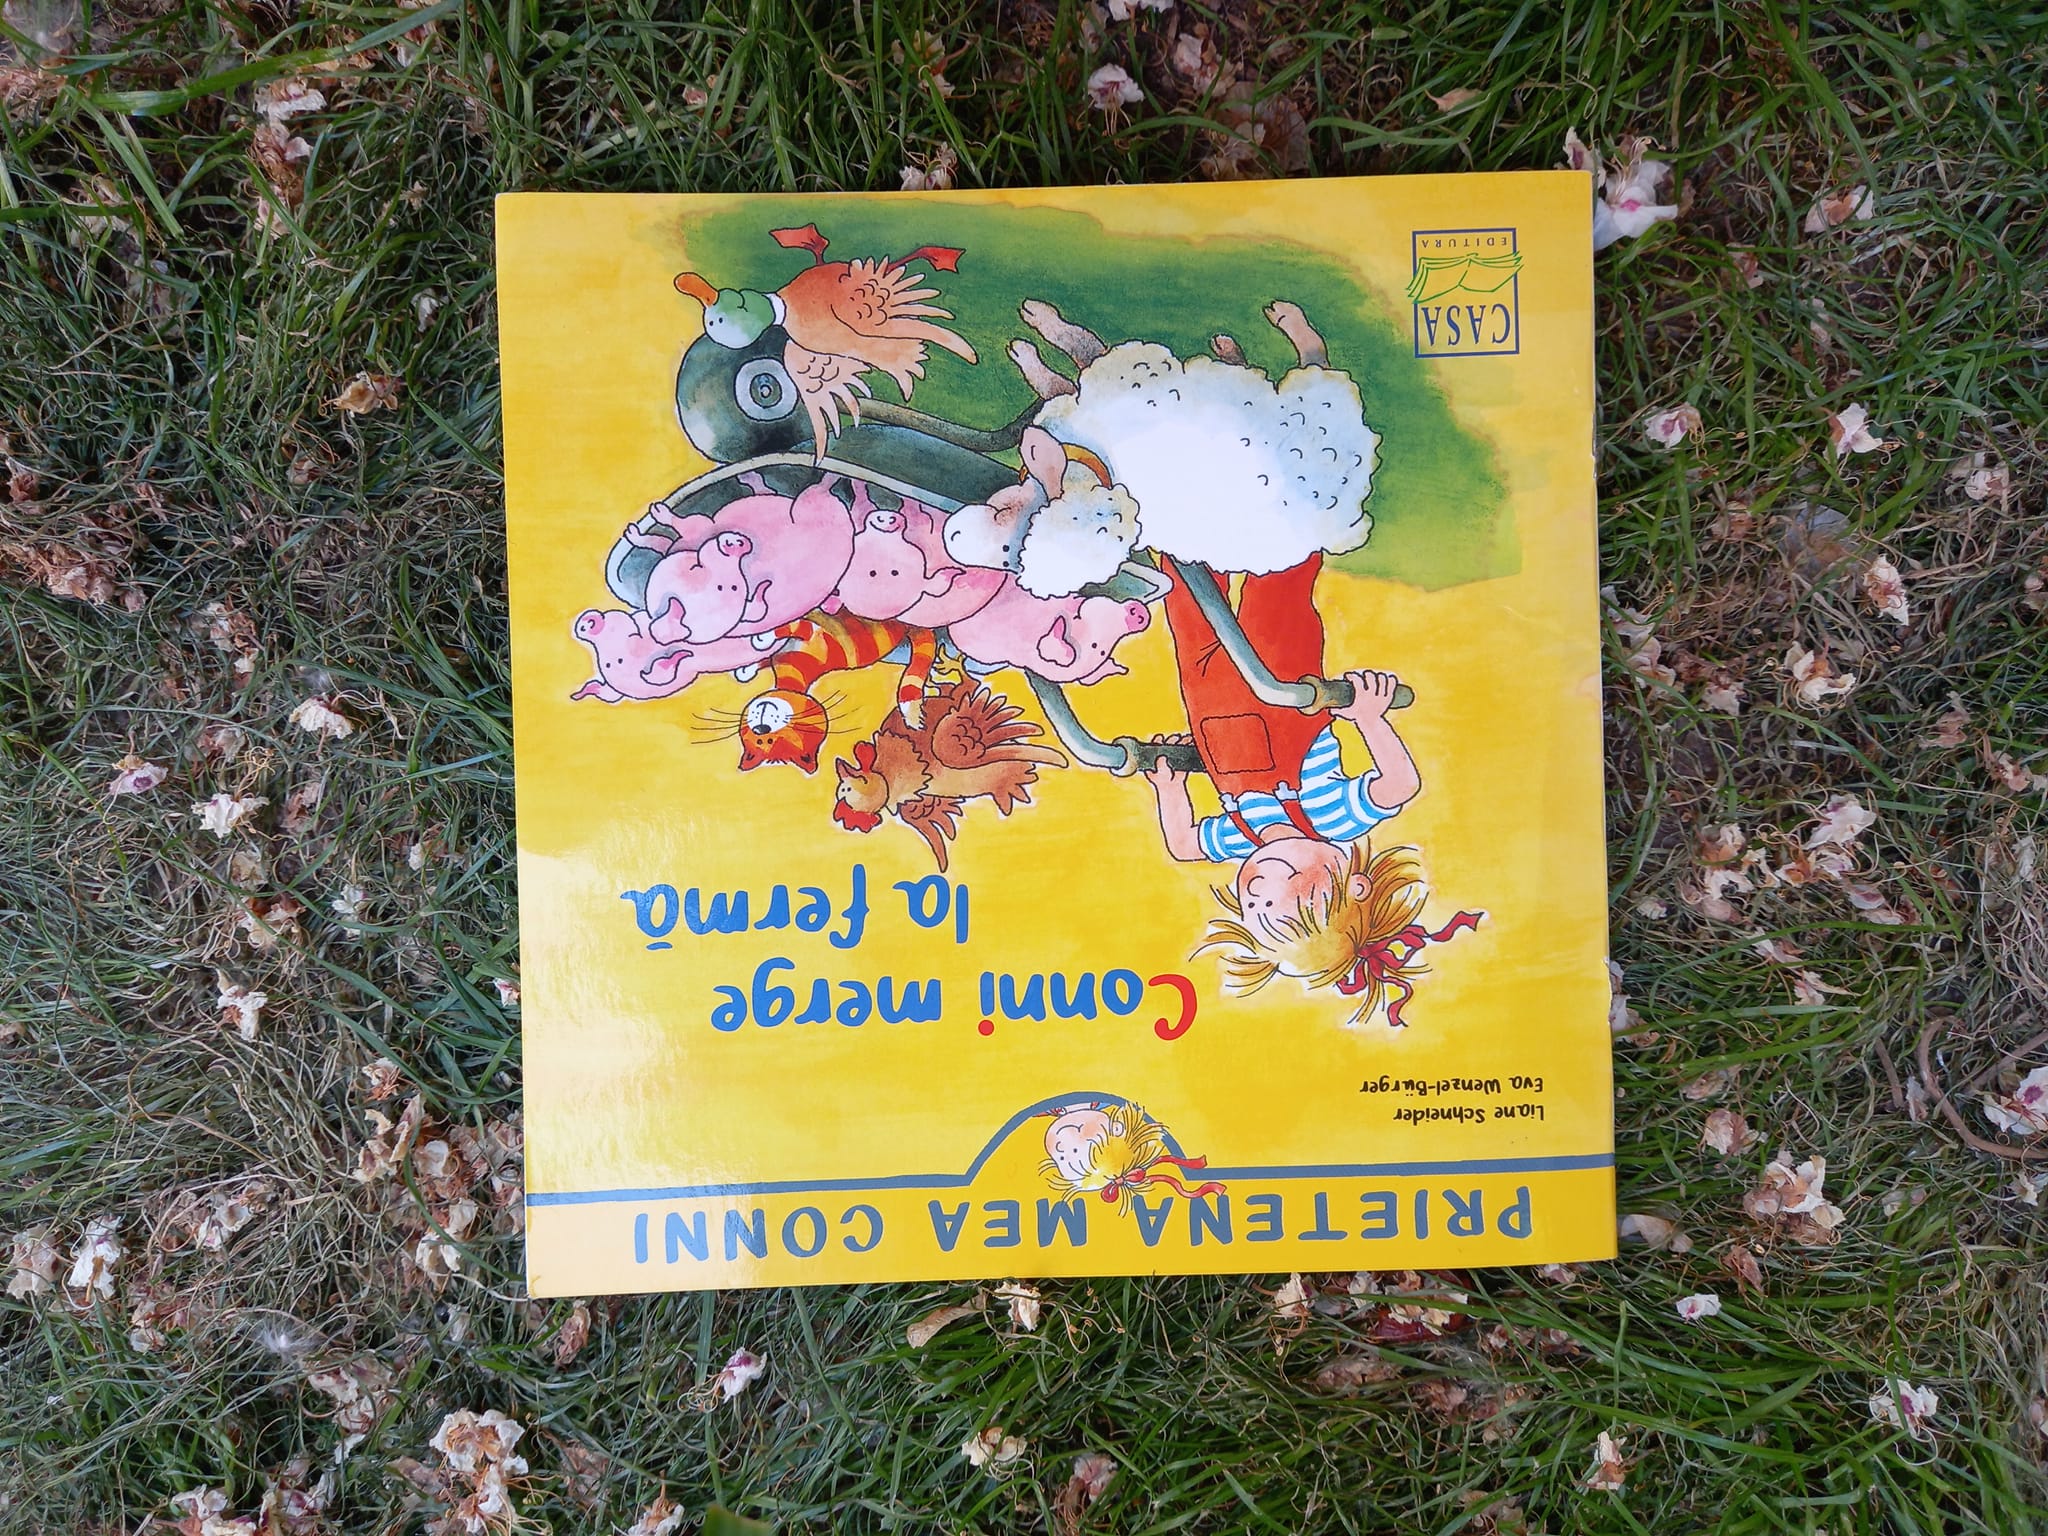 PRIETENA MEA CONNI
Liane Schneider
Eva Wenzel-Bürger
Conni merge
la fermă
CASA
EDITURA